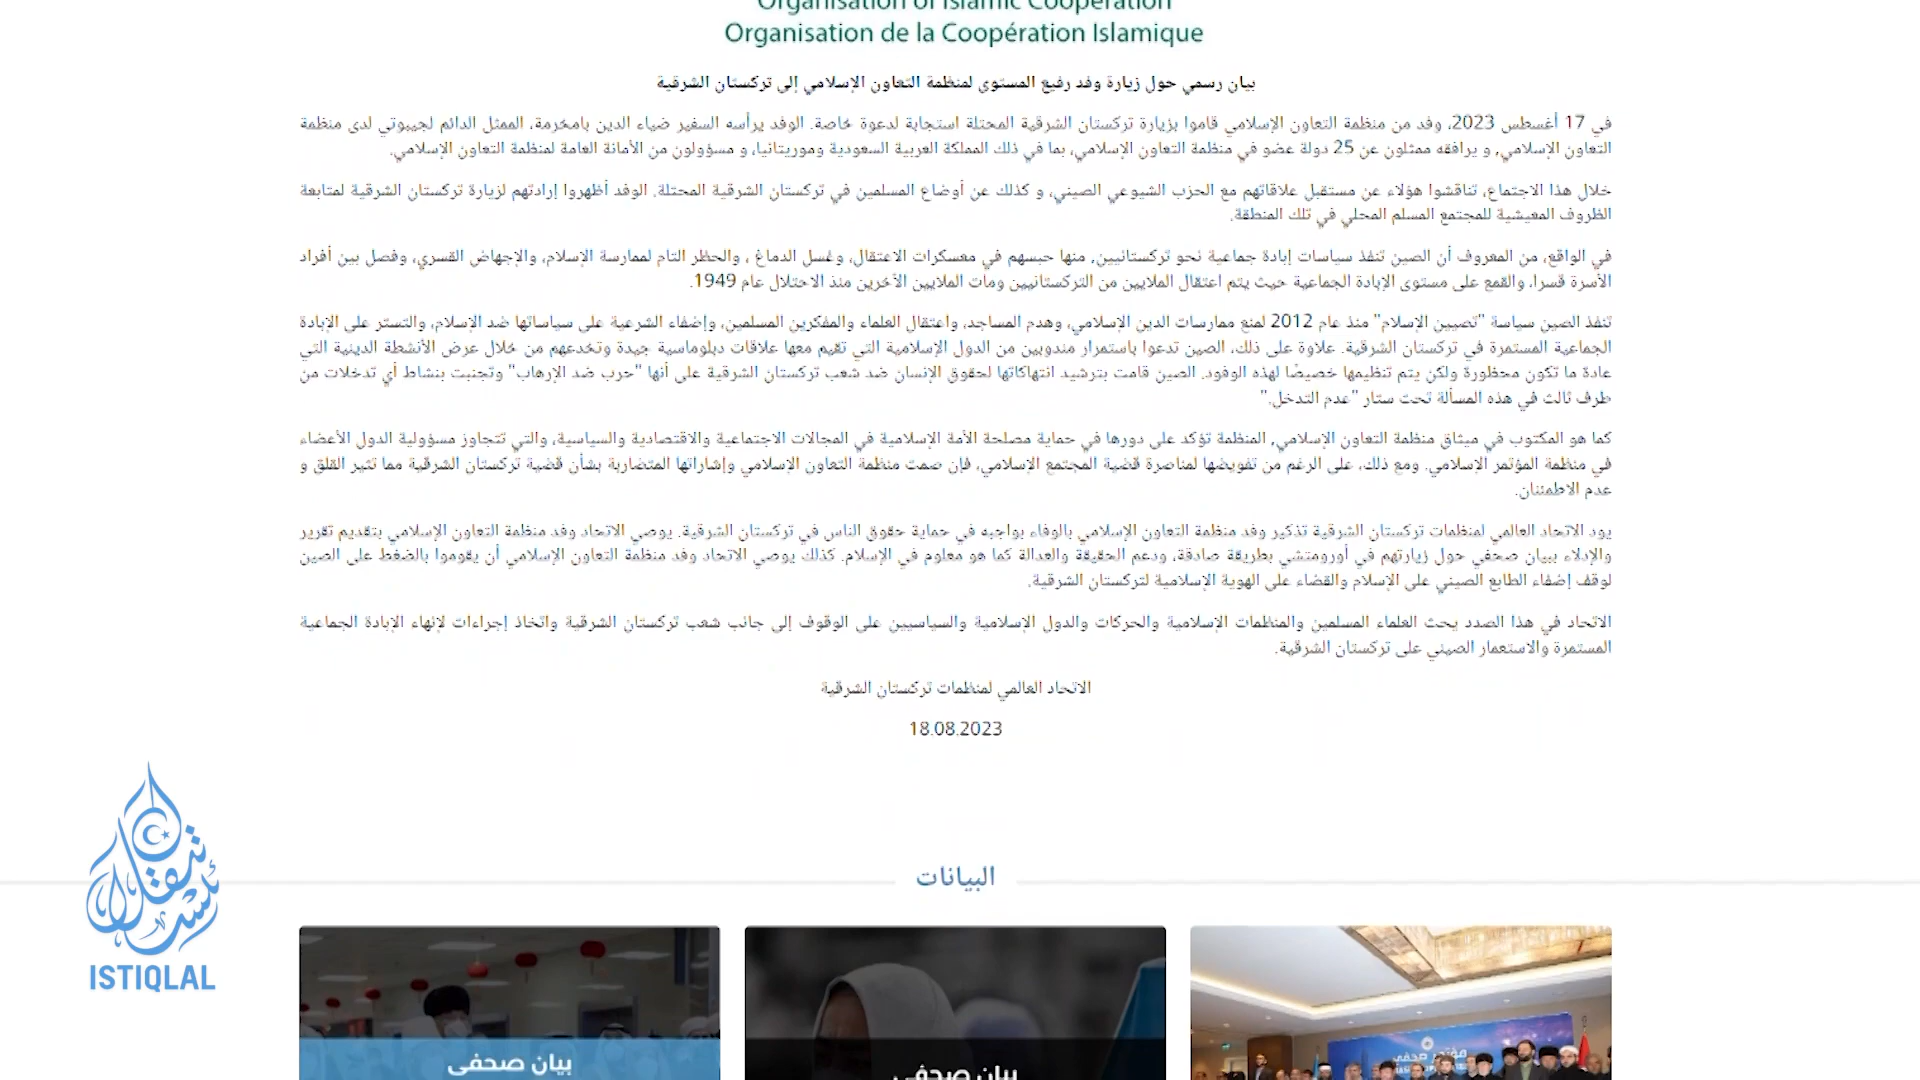 Organisation of Islamic Cooperation
Organisation de la Coopération Islamique
بيان رسمي حول زيارة وفد رفيع المستوى لمنظمة التعاون الإسلامي إلى تركستان الشرقية
في 17 أغسطس 2023، وفد من منظمة التعاون الإسلامي قاموا بزيارة تركستان الشرقية المحتلة استجابة لدعوة خاصة. الوفد يرأسه السفير ضياء الدين بامخرمة، الممثل الدائم لجيبوتي لدى منظمة
التعاون الإسلامي, و يرافقه ممثلون عن 25 دولة عضو في منظمة التعاون الإسلامي، بما في ذلك المملكة العربية السعودية وموريتانيا، و مسؤولون من الأمانة العامة لمنظمة التعاون الإسلامي.
خلال هذا الاجتماع، تناقشوا هؤلاء عن مستقبل علاقاتهم مع الحزب الشيوعي الصيني، و كذلك عن أوضاع المسلمين في تركستان الشرقية المحتلة. الوفد أظهروا إرادتهم لزيارة تركستان الشرقية لمتابعة
الظروف المعيشية للمجتمع المسلم المحلي في تلك المنطقة.
في الواقع، من المعروف أن الصين تنفذ سياسات إبادة جماعية نحو تركستانيين, منها حبسهم في معسكرات الاعتقال، وغسل الدماغ ، والحظر التام لممارسة الإسلام، والإجهاض القسري، وفصل بين أفراد
الأسرة قسرا، والقمع على مستوى الإبادة الجماعية حيث يتم اعتقال الملايين من التركستانيين ومات الملايين الآخرين منذ الاحتلال عام 1949.
تنفذ الصين سياسة "تصيين الإسلام" منذ عام 2012 لمنع ممارسات الدين الإسلامي، وهدم المساجد، واعتقال العلماء والمفكرين المسلمين، وإضفاء الشرعية على سياساتها ضد الإسلام، والتستر على الإبادة
الجماعية المستمرة في تركستان الشرقية. علاوة على ذلك، الصين تدعوا باستمرار مندوبين من الدول الإسلامية التي تقيم معها علاقات دبلوماسية جيدة وتخدعهم من خلال عرض الأنشطة الدينية التي
عادة ما تكون محظورة ولكن يتم تنظيمها خصيصًا لهذه الوفود. الصين قامت بترشيد انتهاكاتها لحقوق الإنسان ضد شعب تركستان الشرقية على أنها "حرب ضد الإرهاب" وتجنبت بنشاط أي تدخلات من
طرف ثالث في هذه المسألة تحت ستار "عدم التدخل."
كما هو المكتوب في ميثاق منظمة التعاون الإسلامي, المنظمة تؤكد على دورها في حماية مصلحة الأمة الإسلامية في المجالات الاجتماعية والاقتصادية والسياسية، والتي تتجاوز مسؤولية الدول الأعضاء
في منظمة المؤتمر الإسلامي. ومع ذلك، على الرغم من تفويضها لمناصرة قضية المجتمع الإسلامي، فإن صمت منظمة التعاون الإسلامي وإشاراتها المتضاربة بشأن قضية تركستان الشرقية مما تثير القلق و
عدم الاطمئنان.
يود الاتحاد العالمي لمنظمات تركستان الشرقية تذكير وفد منظمة التعاون الإسلامي بالوفاء بواجبه في حماية حقوق الناس في تركستان الشرقية. يوصي الاتحاد وفد منظمة التعاون الإسلامي بتقديم تقرير
والإدلاء ببيان صحفي حول زيارتهم في أورومتشي بطريقة صادقة، ودعم الحقيقة والعدالة كما هو معلوم في الإسلام. كذلك يوصي الاتحاد وفد منظمة التعاون الإسلامي أن يقوموا بالضغط على الصين
لوقف إضفاء الطابع الصيني على الإسلام والقضاء على الهوية الإسلامية لتركستان الشرقية.
الاتحاد في هذا الصدد يحث العلماء المسلمين والمنظمات الإسلامية والحركات والدول الإسلامية والسياسيين على الوقوف إلى جانب شعب تركستان الشرقية واتخاذ إجراءات لإنهاء الإبادة الجماعية
المستمرة والاستعمار الصيني على تركستان الشرقية.
الاتحاد العالمي لمنظمات تركستان الشرقية
18.08.2023
البيانات
ISTIQLAL
بيان صحفي
بيان صحفي
مؤتمر صحفي